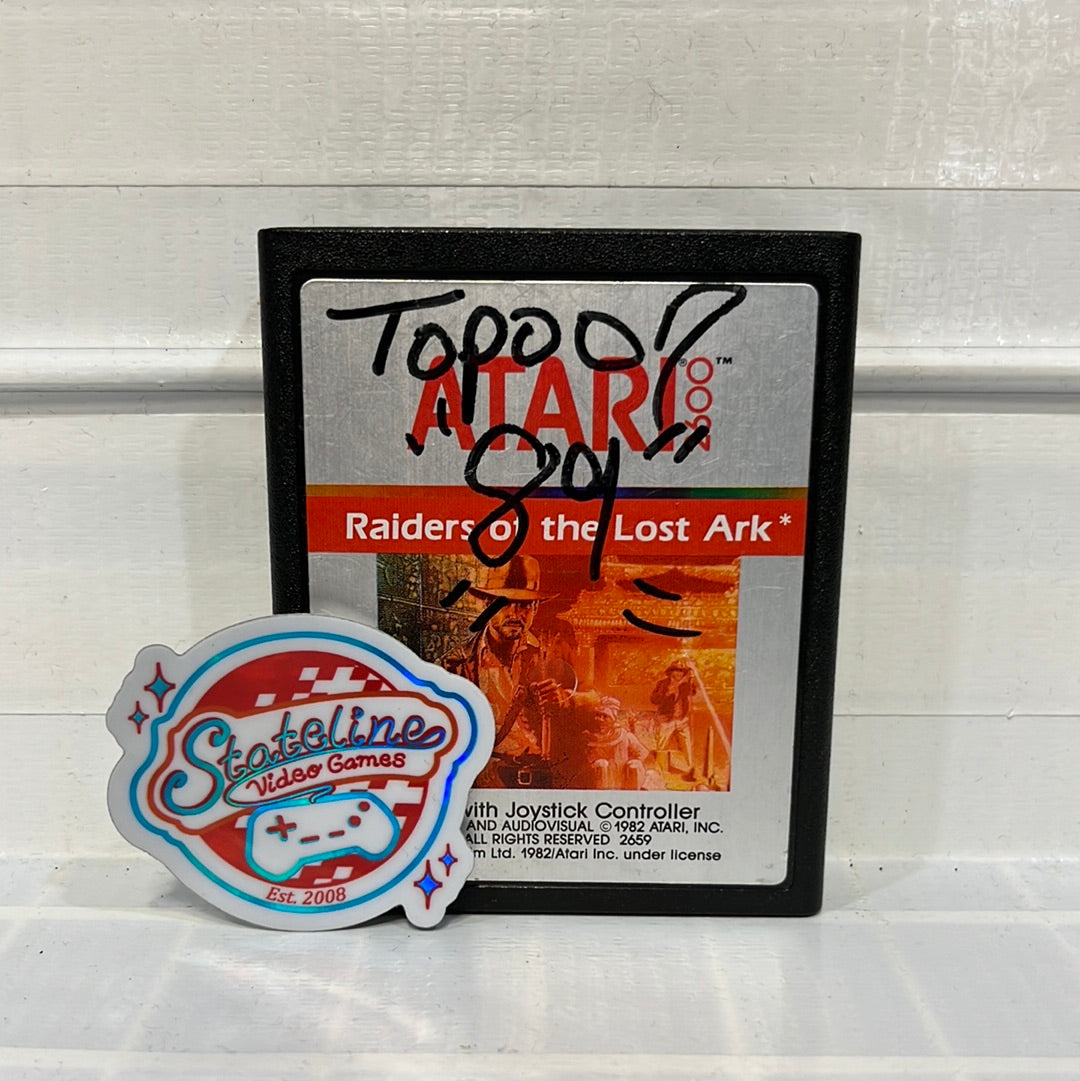 Topoo?
ATARI® 2600™
"89"
Raiders of the Lost Ark*
with Joystick Controller
AND AUDIOVISUAL © 1982 ATARI, INC.
ALL RIGHTS RESERVED 2659
m Ltd. 1982/Atari Inc. under license
Stateline
Video Games
Est. 2008